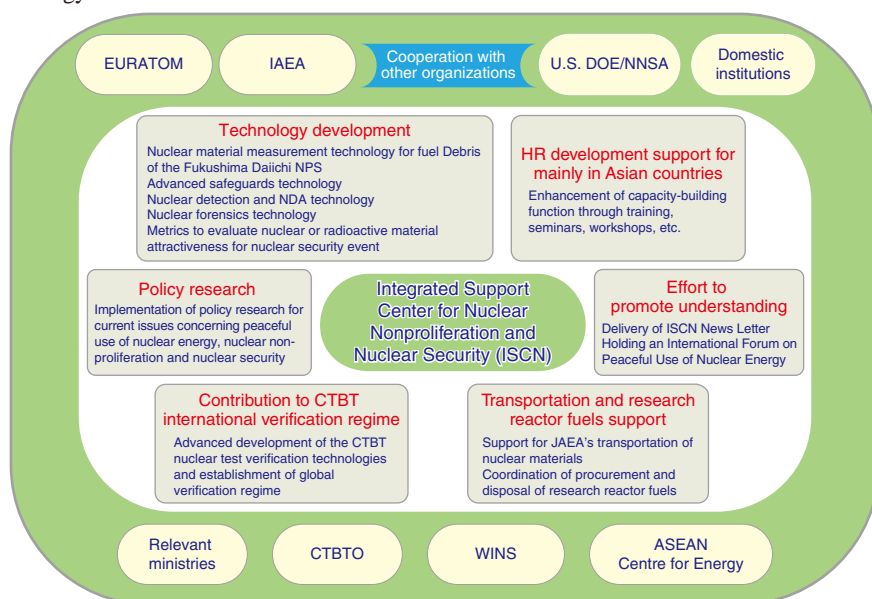 EURATOM
IAEA
Cooperation with
other organizations
U.S. DOE/NNSA
Domestic
institutions
Technology development
Nuclear material measurement technology for fuel Debris
of the Fukushima Daiichi NPS
Advanced safeguards technology
Nuclear detection and NDA technology
Nuclear forensics technology
Metrics to evaluate nuclear or radioactive material
attractiveness for nuclear security event
HR development support for
mainly in Asian countries
Enhancement of capacity-building
function through training,
seminars, workshops, etc.
Policy research
Implementation of policy research for
current issues concerning peaceful
use of nuclear energy, nuclear non-
proliferation and nuclear security
Integrated Support
Center for Nuclear
Nonproliferation and
Nuclear Security (ISCN)
Effort to
promote understanding
Delivery of ISCN News Letter
Holding an International Forum on
Peaceful Use of Nuclear Energy
Contribution to CTBT
international verification regime
Advanced development of the CTBT
nuclear test verification technologies
and establishment of global
verification regime
Transportation and research
reactor fuels support
Support for JAEA's transportation of
nuclear materials
Coordination of procurement and
disposal of research reactor fuels
Relevant
ministries
CTBTO
WINS
ASEAN
Centre for Energy